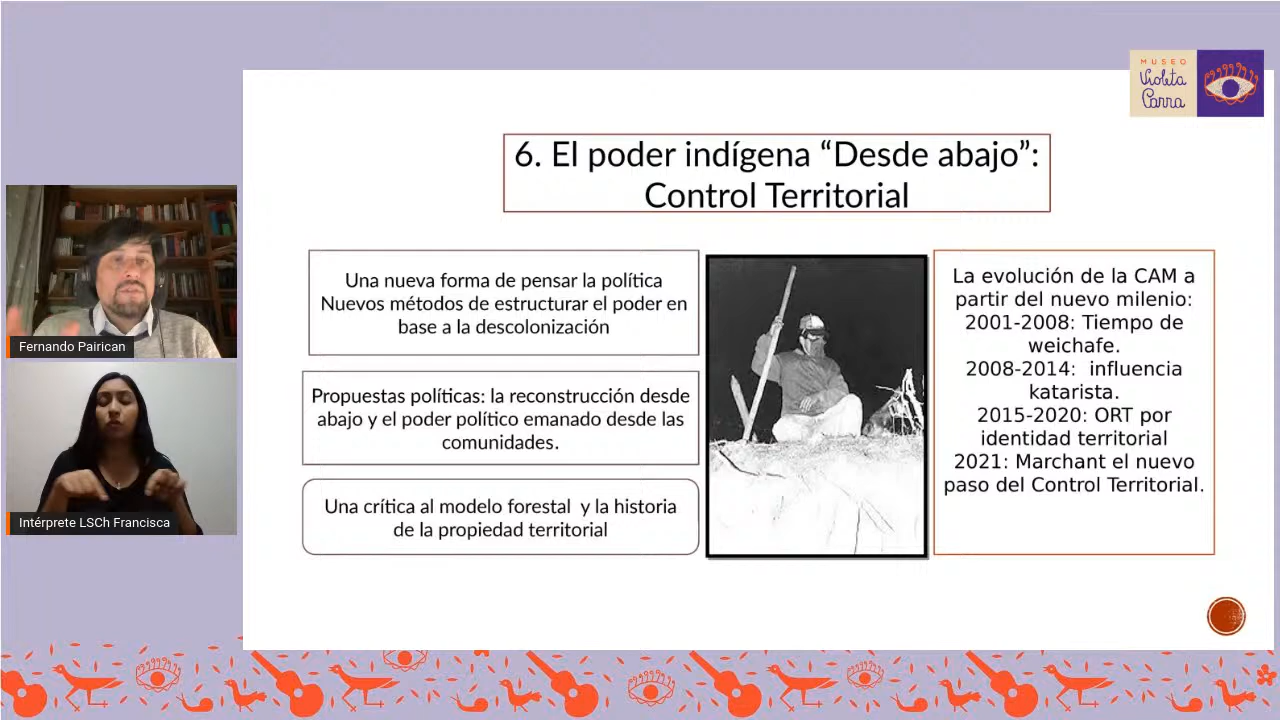 MUSEO
Violeta
Parra
6. El poder indígena “Desde abajo”:
Control Territorial
Una nueva forma de pensar la política
Nuevos métodos de estructurar el poder en
base a la descolonización
Propuestas políticas: la reconstrucción desde
abajo y el poder político emanado desde las
comunidades.
Una crítica al modelo forestal  y la historia
de la propiedad territorial
La evolución de la CAM a
partir del nuevo milenio:
2001-2008: Tiempo de
weichafe.
2008-2014:  influencia
katarista.
2015-2020: ORT por
identidad territorial
2021: Marchant el nuevo
paso del Control Territorial.
Fernando Pairican
Intérprete LSCh Francisca